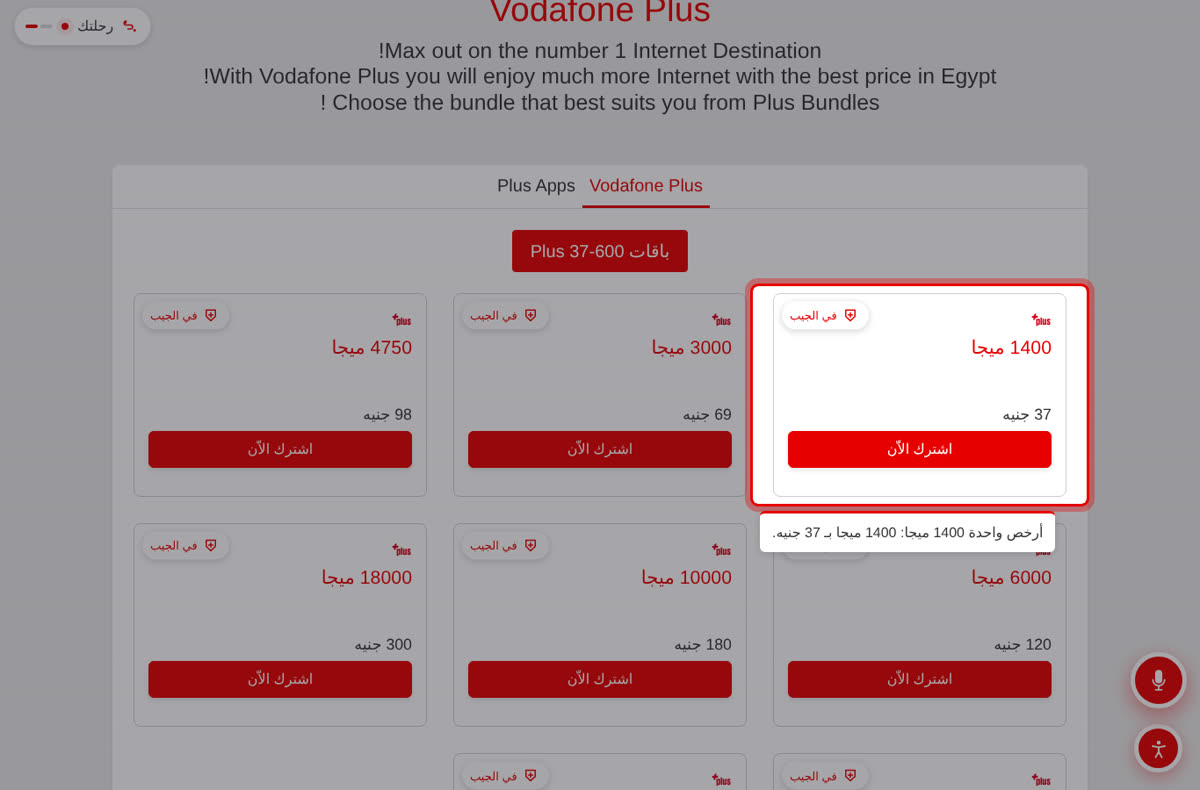 رحلتك
Vodafone Plus
!Max out on the number 1 Internet Destination
!With Vodafone Plus you will enjoy much more Internet with the best price in Egypt
! Choose the bundle that best suits you from Plus Bundles
Vodafone Plus
Plus Apps
باقات Plus 37-600
plus
في الجيب
1400 ميجا
37 جنيه
اشترك الآن
plus
في الجيب
3000 ميجا
69 جنيه
اشترك الآن
plus
في الجيب
4750 ميجا
98 جنيه
اشترك الآن
أرخص واحدة 1400 ميجا: 1400 ميجا بـ 37 جنيه.
plus
6000 ميجا
120 جنيه
اشترك الآن
plus
في الجيب
10000 ميجا
180 جنيه
اشترك الآن
plus
في الجيب
18000 ميجا
300 جنيه
اشترك الآن
plus
في الجيب
plus
في الجيب